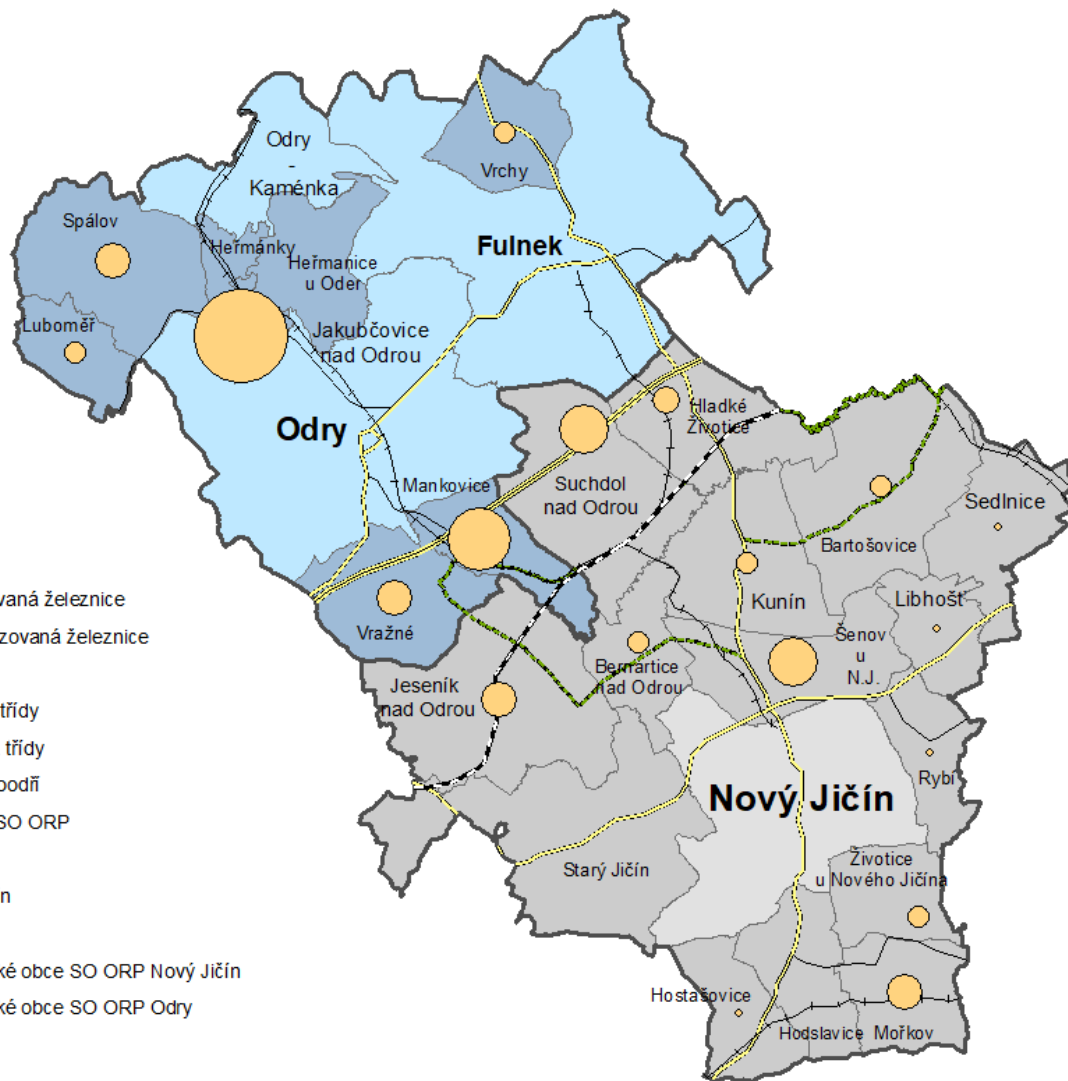 Odry
-
Kaménka
Vrchy
Spálov
Heřmánky
Fulnek
Heřmanice
u Oder
Luboměř
Jakubčovice
nad Odrou
Hladké
Životice
Odry
Mankovice
Suchdol
nad Odrou
Sedlnice
Bartošovice
Kunín
Libhošť
Vražné
Šenov
u
N.J.
Bernartice
nad Odrou
Jeseník
nad Odrou
Rybí
Nový Jičín
Starý Jičín
Životice
u Nového Jičína
Hostašovice
Hodslavice
Mořkov
vaná železnice
zovaná železnice
třídy
třídy
podří
SO ORP
n
ké obce SO ORP Nový Jičín
ké obce SO ORP Odry